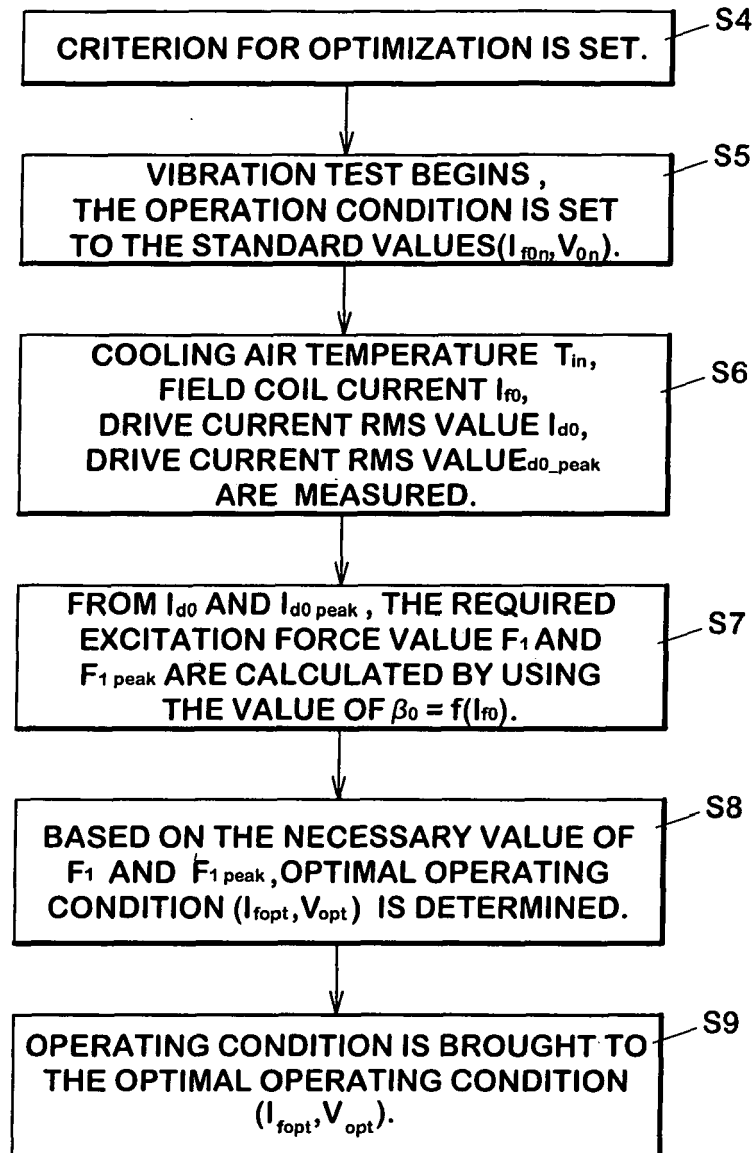 S4
CRITERION FOR OPTIMIZATION IS SET.
S5
VIBRATION TEST BEGINS ,
THE OPERATION CONDITION IS SET
TO THE STANDARD VALUES(If0n,V0n).
S6
COOLING AIR TEMPERATURE Tin,
FIELD COIL CURRENT If0,
DRIVE CURRENT RMS VALUE Id0,
DRIVE CURRENT RMS VALUEd0_peak
ARE MEASURED.
S7
FROM Id0 AND Id0 peak , THE REQUIRED
EXCITATION FORCE VALUE F1 AND
F1 peak ARE CALCULATED BY USING
THE VALUE OF β0 = f(If0).
S8
BASED ON THE NECESSARY VALUE OF
F1 AND F1 peak ,OPTIMAL OPERATING
CONDITION (Ifopt,Vopt) IS DETERMINED.
S9
OPERATING CONDITION IS BROUGHT TO
THE OPTIMAL OPERATING CONDITION
(Ifopt,Vopt).